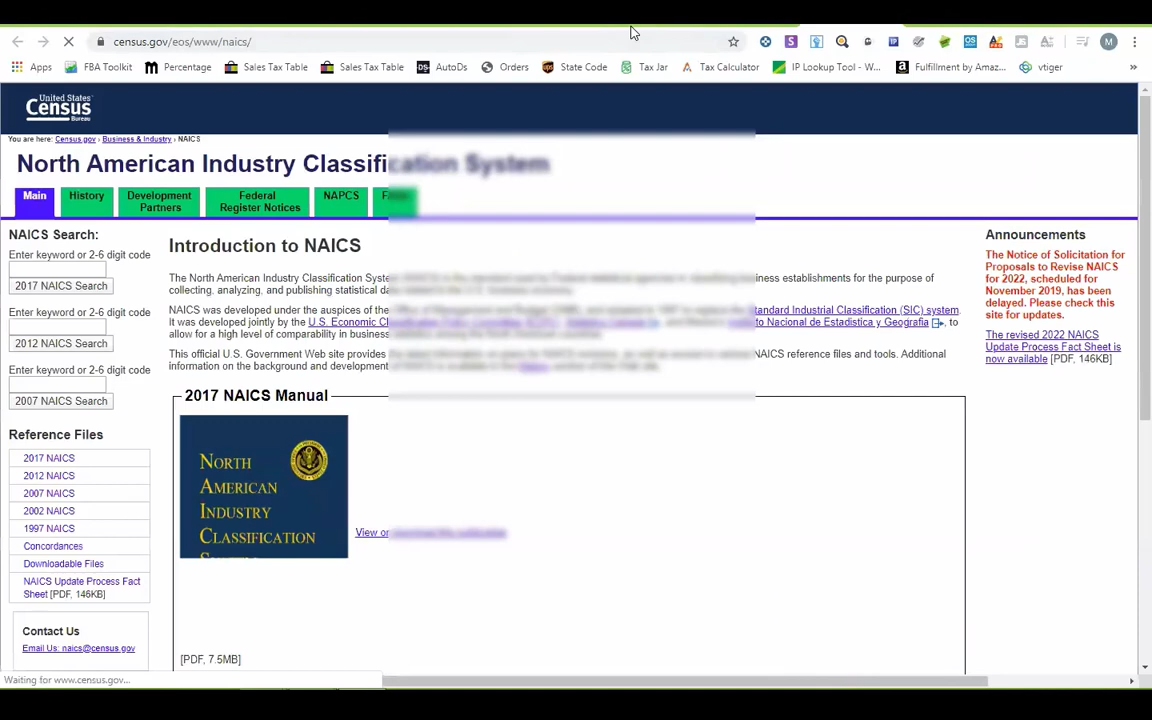 census.gov/eos/www/naics/
M
Apps FBA Toolkit Percentage Sales Tax Table Sales Tax Table AutoDs Orders State Code Tax Jar Tax Calculator IP Lookup Tool - W... Fulfillment by Amaz... vtiger »
United States
Census
Bureau
You are here: Census.gov › Business & Industry › NAICS
North American Industry Classification System
Main History Development Partners Federal Register Notices NAPCS
NAICS Search:
Enter keyword or 2-6 digit code
2017 NAICS Search
Enter keyword or 2-6 digit code
2012 NAICS Search
Enter keyword or 2-6 digit code
2007 NAICS Search
Reference Files
2017 NAICS
2012 NAICS
2007 NAICS
2002 NAICS
1997 NAICS
Concordances
Downloadable Files
NAICS Update Process Fact
Sheet [PDF, 146KB]
Contact Us
Email Us: naics@census.gov
Introduction to NAICS
The North American Industry Classification establishments for the purpose of
collecting, analyzing, and publishing statistical
NAICS was developed under the auspices of the Standard Industrial Classification (SIC) system.
It was developed jointly by the U.S. Economic Nacional de Estadistica y Geografia, to
allow for a high level of comparability in business
This official U.S. Government Web site provides NAICS reference files and tools. Additional
information on the background and development
2017 NAICS Manual
NORTH
AMERICAN
INDUSTRY
CLASSIFICATION
View or
[PDF, 7.5MB]
Announcements
The Notice of Solicitation for
Proposals to Revise NAICS
for 2022, scheduled for
November 2019, has been
delayed. Please check this
site for updates.
The revised 2022 NAICS
Update Process Fact Sheet is
now available [PDF, 146KB]
Waiting for www.census.gov...